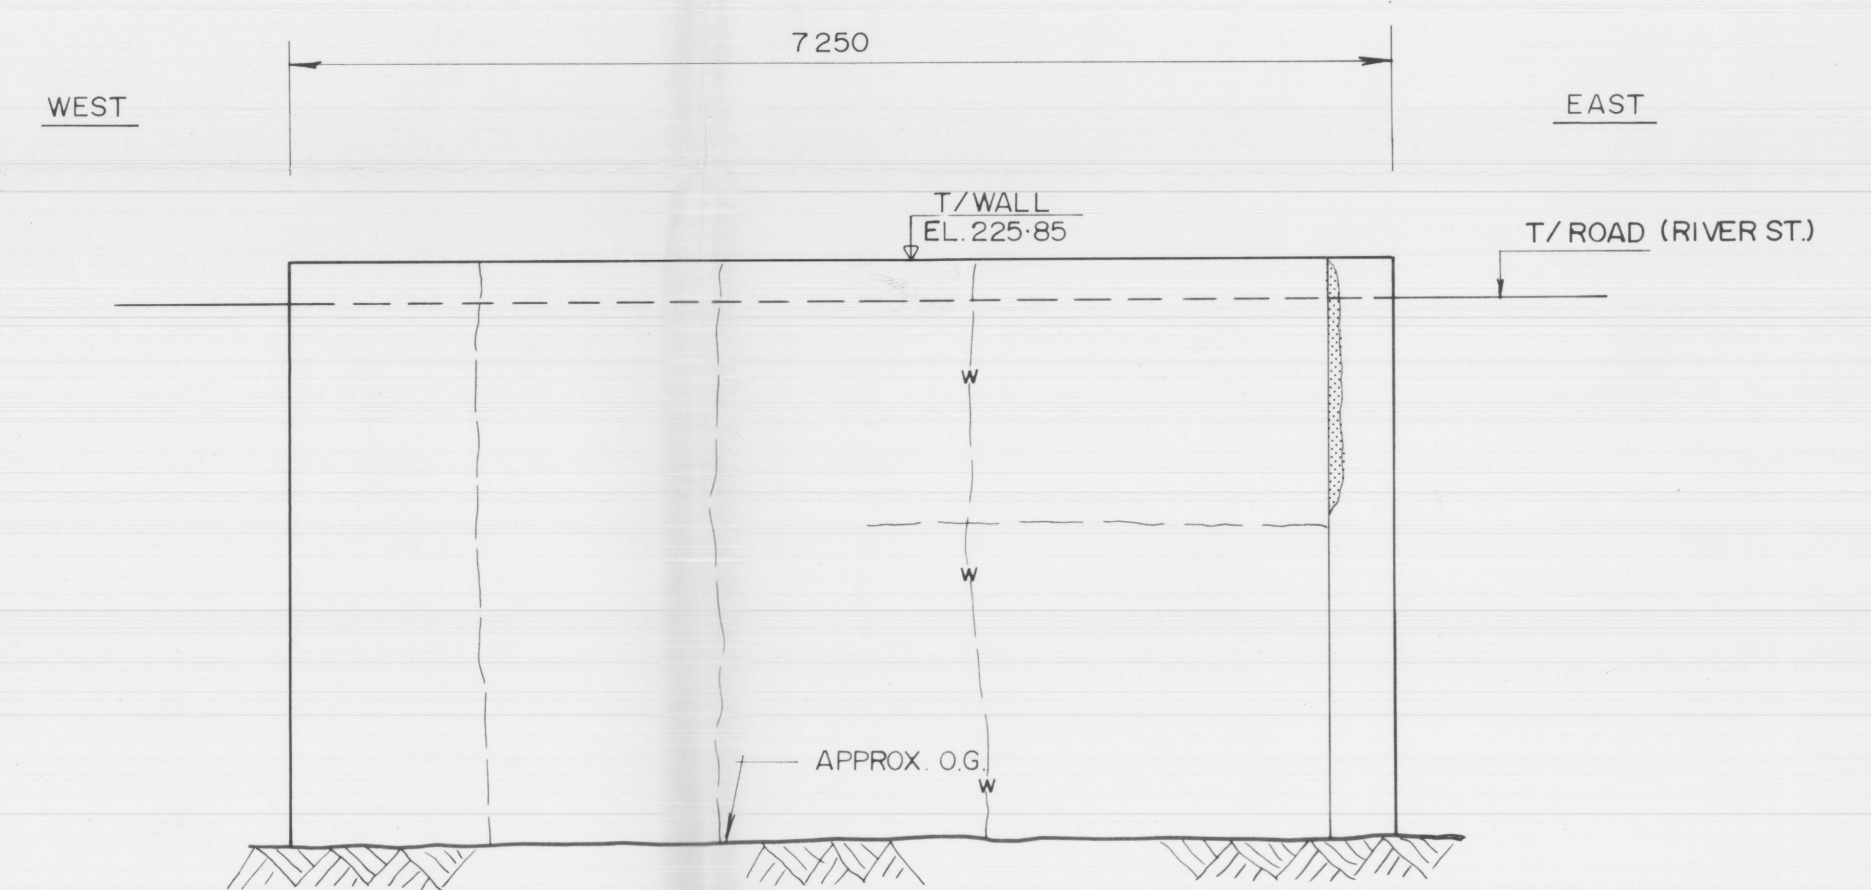 7250
WEST
EAST
T/WALL
EL. 225·85
T/ROAD (RIVER ST.)
W
W
APPROX. O.G.
W